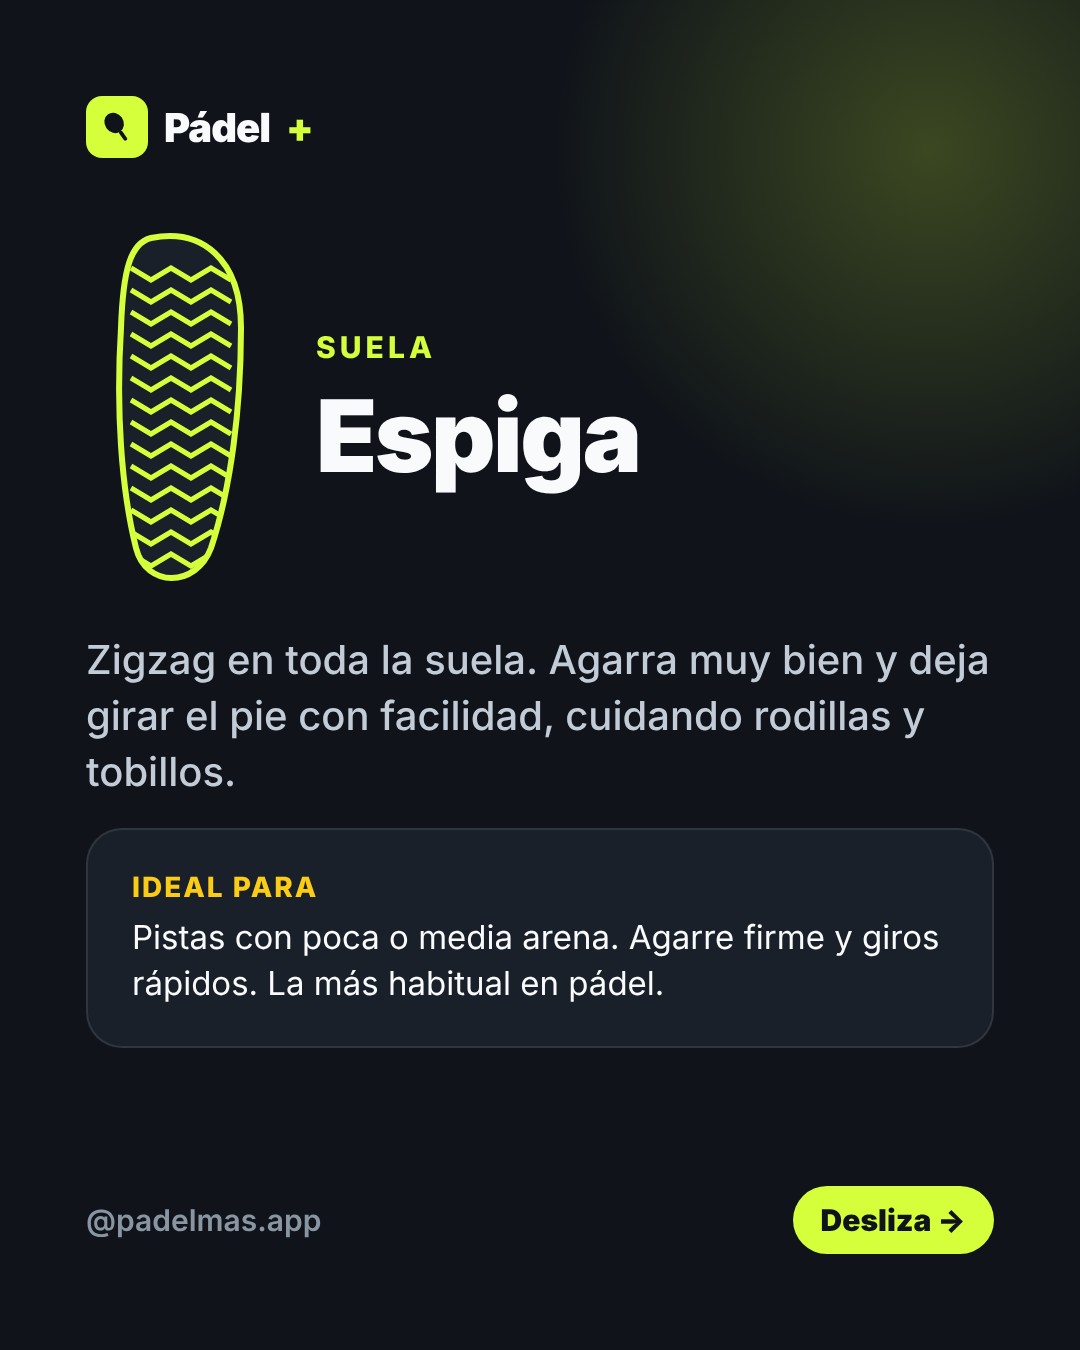 Pádel +
SUELA
Espiga
Zigzag en toda la suela. Agarra muy bien y deja
girar el pie con facilidad, cuidando rodillas y
tobillos.
IDEAL PARA
Pistas con poca o media arena. Agarre firme y giros
rápidos. La más habitual en pádel.
@padelmas.app
Desliza →